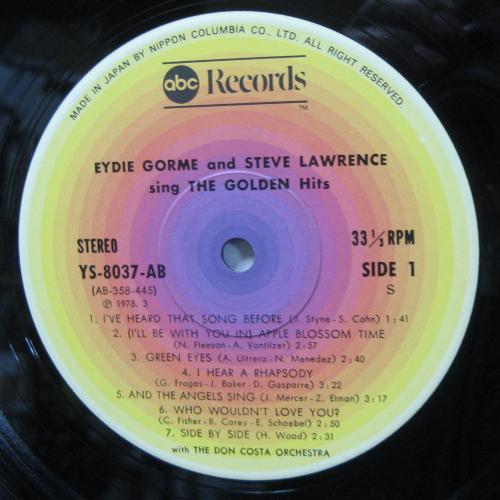 MADE IN JAPAN BY NIPPON COLUMBIA CO., LTD. ALL RIGHT RESERVED.
abc Records
TM
EYDIE GORME and STEVE LAWRENCE
sing THE GOLDEN Hits
STEREO
33 1/3 RPM
YS-8037-AB
SIDE 1
(AB-358-445)
S
Ⓟ 1978. 3
1. I'VE HEARD THAT SONG BEFORE (J. Styne - S. Cahn) 1:41
2. (I'LL BE WITH YOU IN) APPLE BLOSSOM TIME
(N. Fleeson - A. Vontilzer) 2:57
3. GREEN EYES (A. Ultrera - N. Menedez) 2:40
4. I HEAR A RHAPSODY
(G. Fragas - J. Baker - D. Gasparre) 3:22
5. AND THE ANGELS SING (J. Mercer - Z. Elman) 3:17
6. WHO WOULDN'T LOVE YOU?
(C. Fisher - B. Carey - E. Schoebel) 2:50
7. SIDE BY SIDE (H. Wood) 2:31
with THE DON COSTA ORCHESTRA